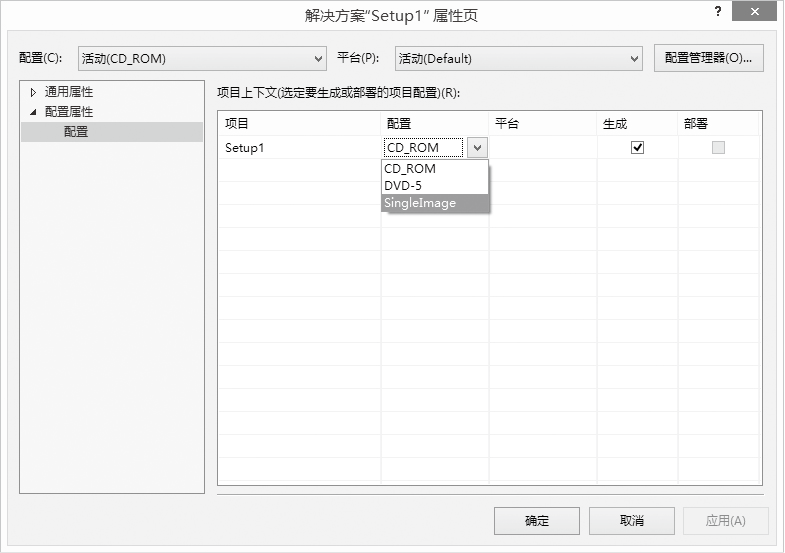 解决方案“Setup1” 属性页
?
配置(C): 活动(CD_ROM) 平台(P): 活动(Default) 配置管理器(O)...
通用属性
配置属性
配置
项目上下文(选定要生成或部署的项目配置)(R):
项目 配置 平台 生成 部署
Setup1 CD_ROM
CD_ROM
DVD-5
SingleImage
确定 取消 应用(A)